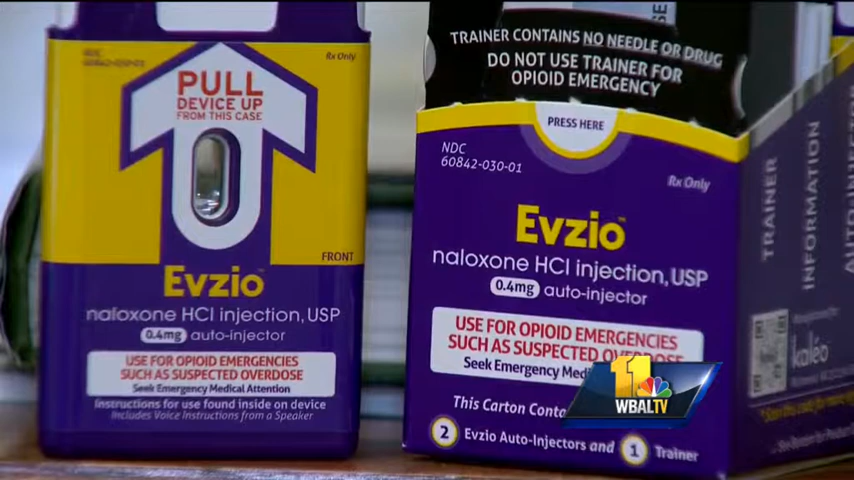 NDC
60842-030-01
Rx Only
PULL
DEVICE UP
FROM THIS CASE
FRONT
Evzio™
naloxone HCl injection, USP
0.4mg auto-injector
USE FOR OPIOID EMERGENCIES
SUCH AS SUSPECTED OVERDOSE
Seek Emergency Medical Attention
Instructions for use found inside on device
Includes Voice Instructions from a Speaker
TRAINER CONTAINS NO NEEDLE OR DRUG
DO NOT USE TRAINER FOR
OPIOID EMERGENCY.
PRESS HERE
NDC
60842-030-01
Rx Only
Evzio™
naloxone HCl injection, USP
0.4mg auto-injector
USE FOR OPIOID EMERGENCIES
SUCH AS SUSPECTED OVERDOSE
Seek Emergency
This Carton
2 Evzio Auto-Injectors and 1 Trainer
TRAINER
INFORMATION
kaléo
11
WBALTV